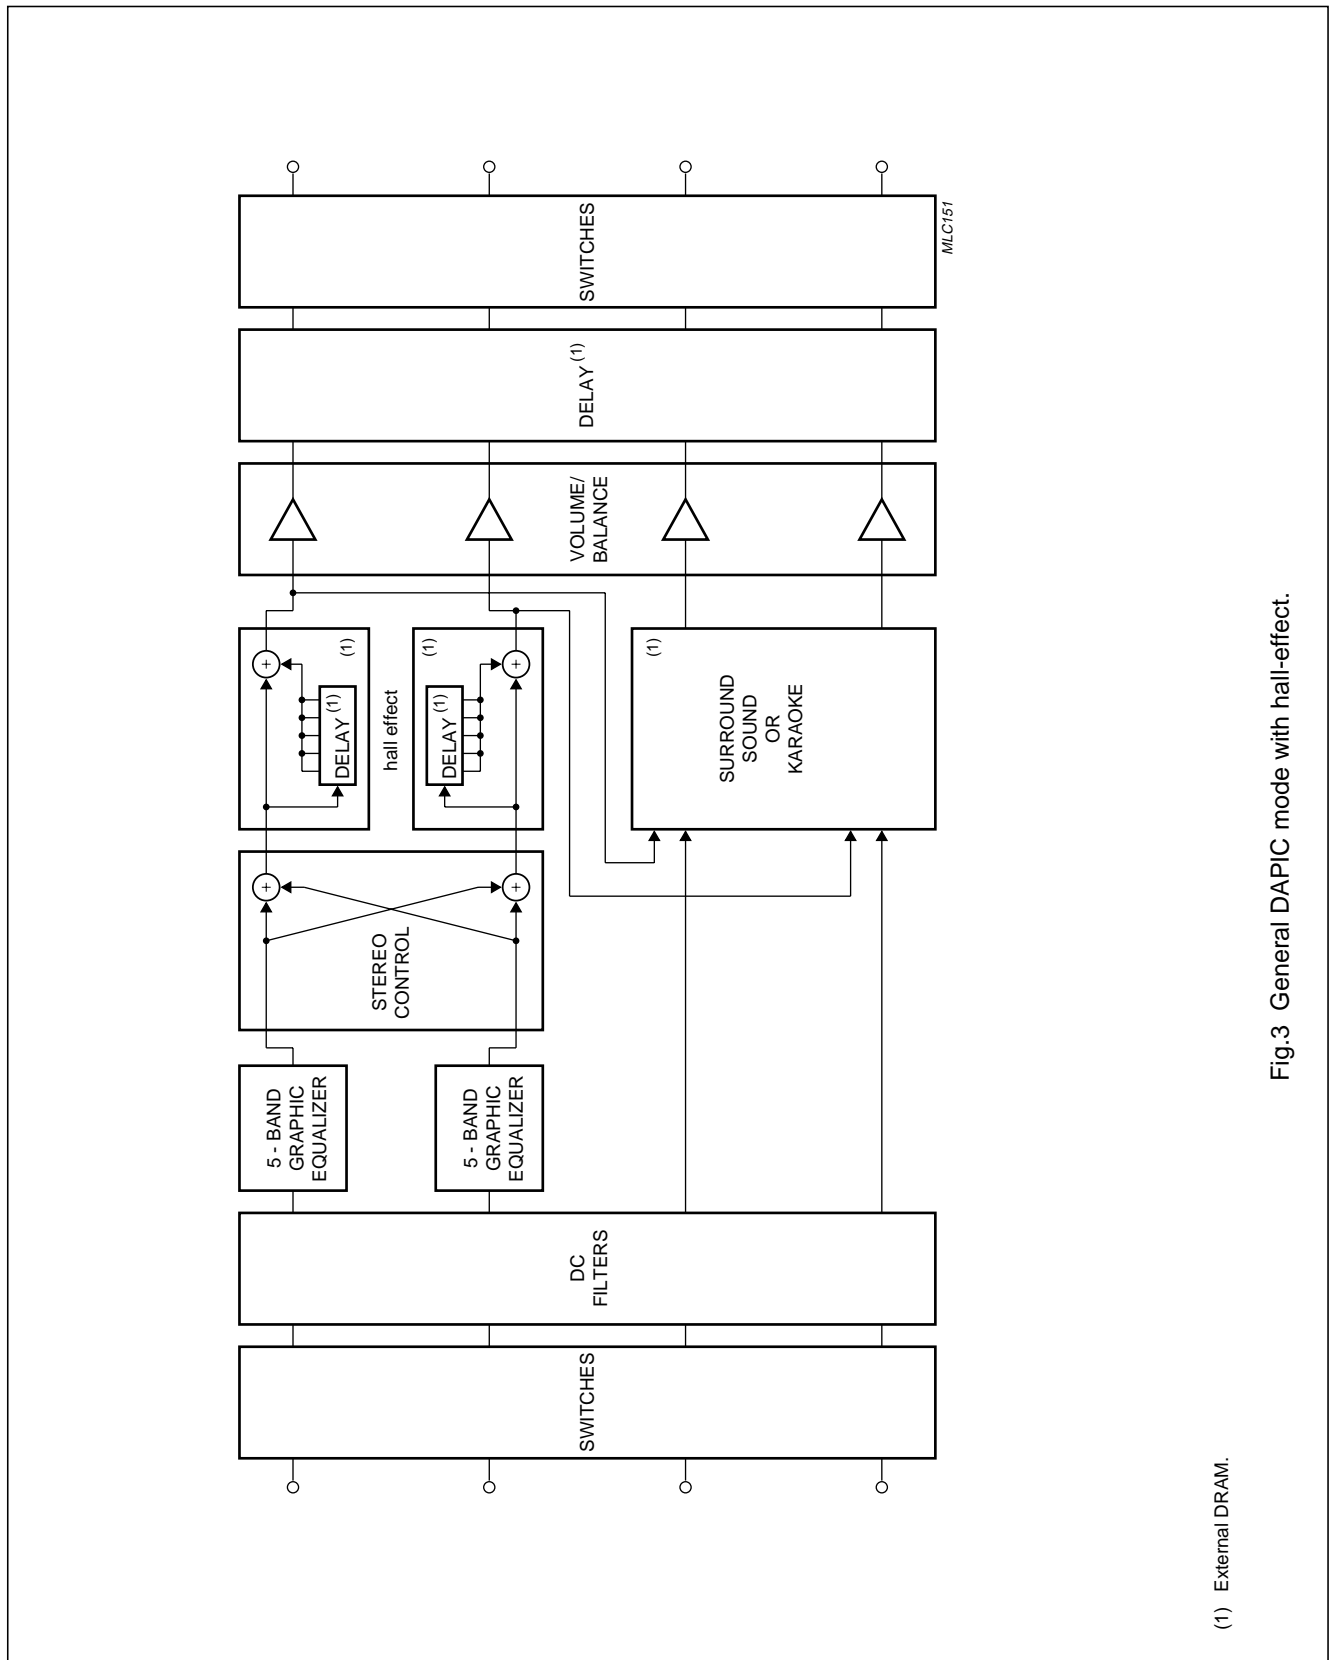 SWITCHES
DC
FILTERS
5 - BAND
GRAPHIC
EQUALIZER
5 - BAND
GRAPHIC
EQUALIZER
STEREO
CONTROL
+
+
DELAY (1)
+
(1)
hall effect
DELAY (1)
+
(1)
SURROUND
SOUND
OR
KARAOKE
(1)
VOLUME/
BALANCE
DELAY (1)
SWITCHES
MLC151
(1) External DRAM.
Fig.3 General DAPIC mode with hall-effect.